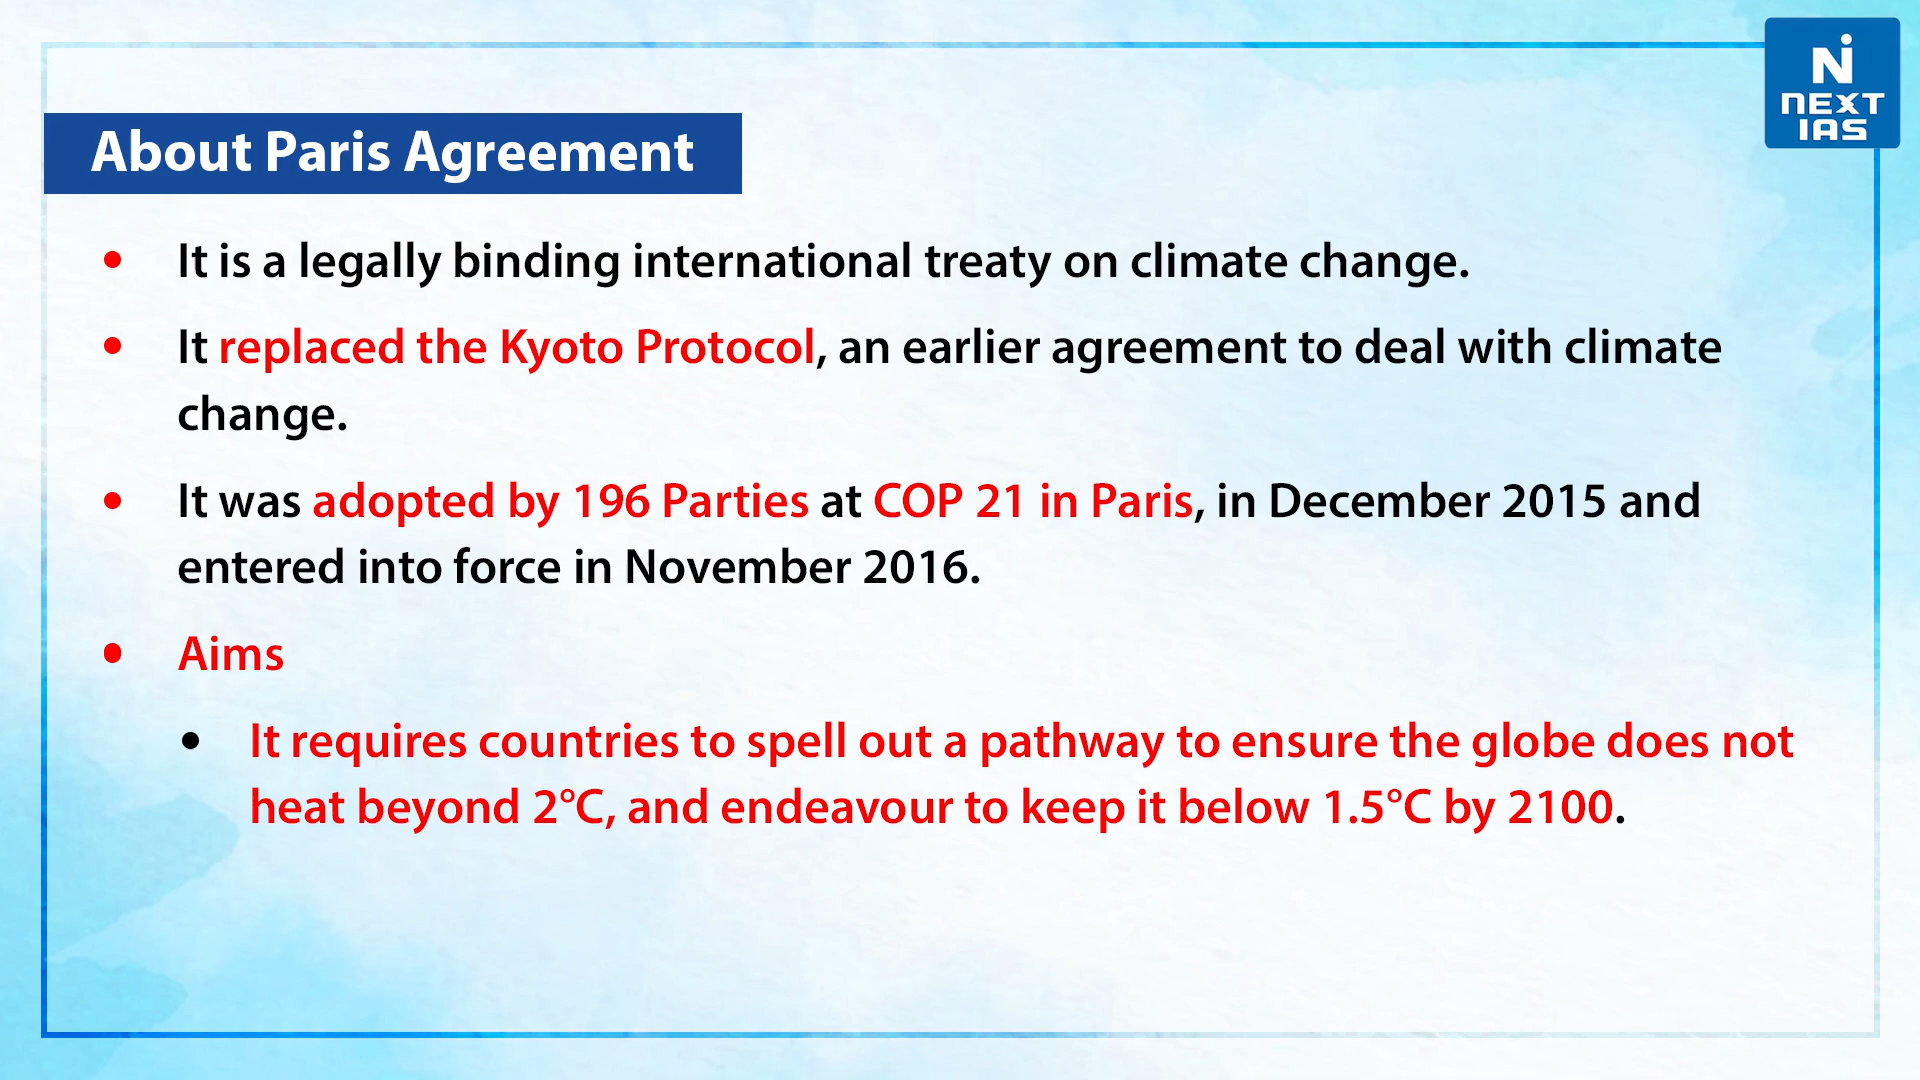 NEXT
IAS
About Paris Agreement
• It is a legally binding international treaty on climate change.
• It replaced the Kyoto Protocol, an earlier agreement to deal with climate
change.
• It was adopted by 196 Parties at COP 21 in Paris, in December 2015 and
entered into force in November 2016.
• Aims
• It requires countries to spell out a pathway to ensure the globe does not
heat beyond 2°C, and endeavour to keep it below 1.5°C by 2100.